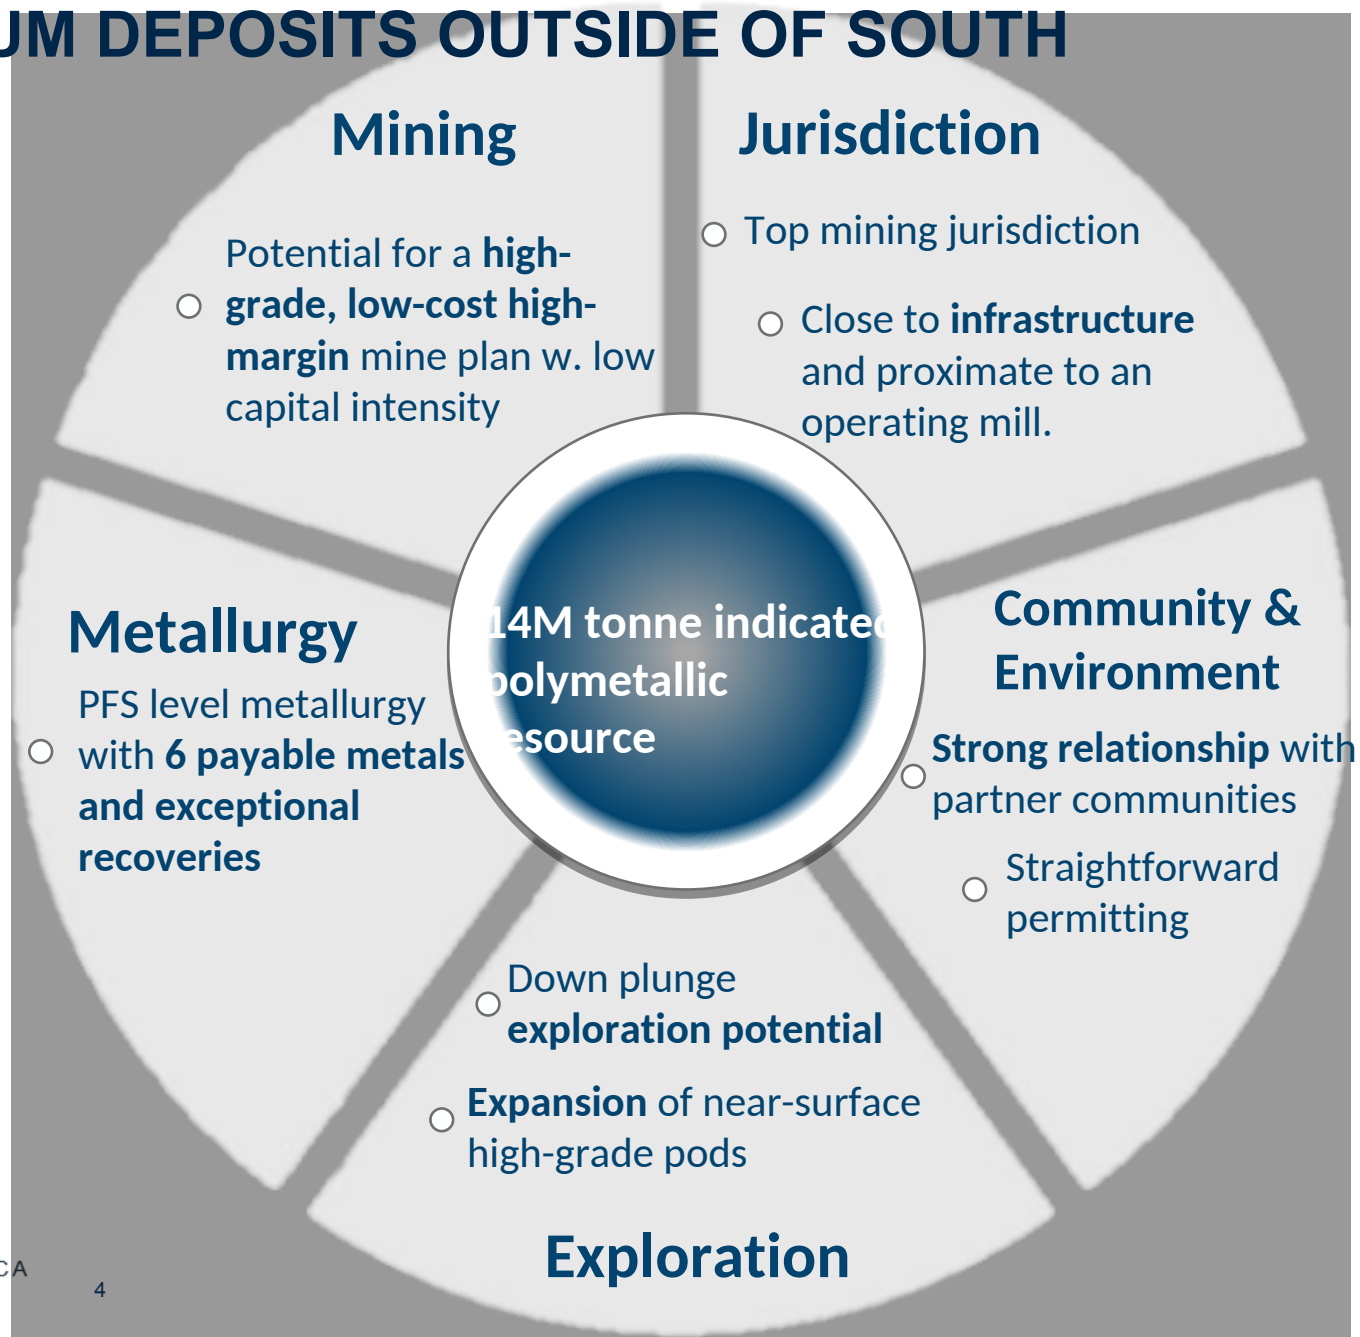 UM DEPOSITS OUTSIDE OF SOUTH
Mining
Potential for a high-
grade, low-cost high-
margin mine plan w. low
capital intensity
Jurisdiction
Top mining jurisdiction
Close to infrastructure
and proximate to an
operating mill.
14M tonne indicated
polymetallic
resource
Metallurgy
PFS level metallurgy
with 6 payable metals
and exceptional
recoveries
Community &
Environment
Strong relationship with
partner communities
Straightforward
permitting
Down plunge
exploration potential
Expansion of near-surface
high-grade pods
Exploration
CA
4